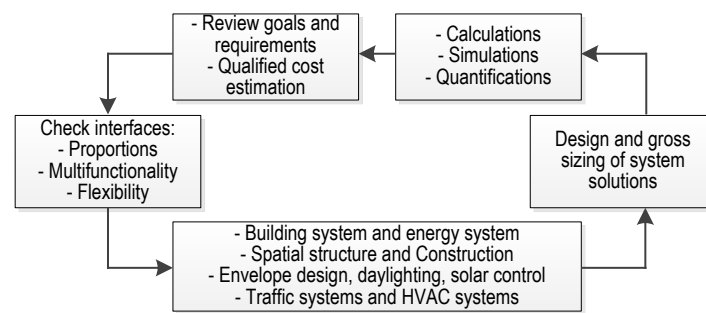 - Review goals and
requirements
- Qualified cost
estimation
- Calculations
- Simulations
- Quantifications
Check interfaces:
- Proportions
- Multifunctionality
- Flexibility
Design and gross
sizing of system
solutions
- Building system and energy system
- Spatial structure and Construction
- Envelope design, daylighting, solar control
- Traffic systems and HVAC systems